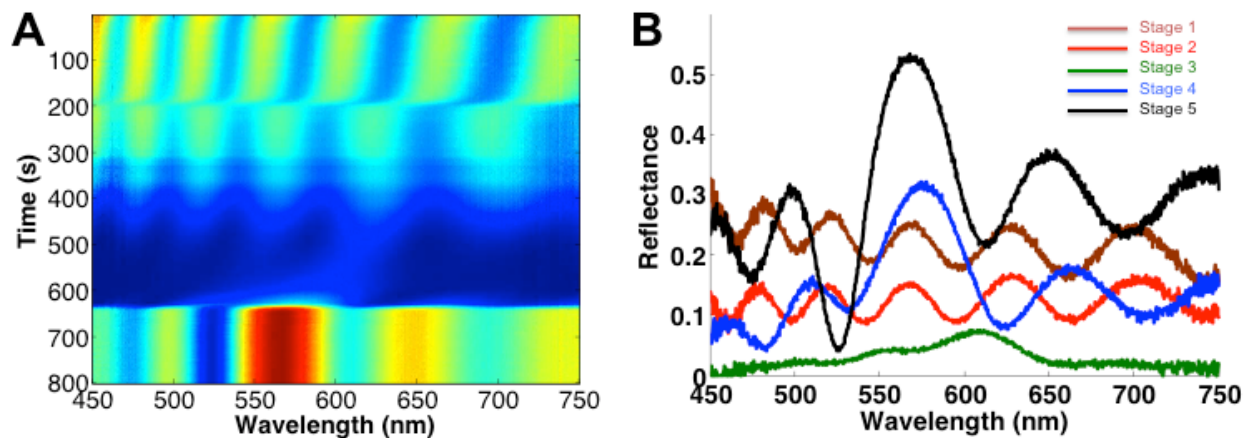 A
Time (s)
100
200
300
400
500
600
700
800
450 500 550 600 650 700 750
Wavelength (nm)
B
Reflectance
0.5
0.4
0.3
0.2
0.1
0
450 500 550 600 650 700 750
Wavelength (nm)
Stage 1
Stage 2
Stage 3
Stage 4
Stage 5